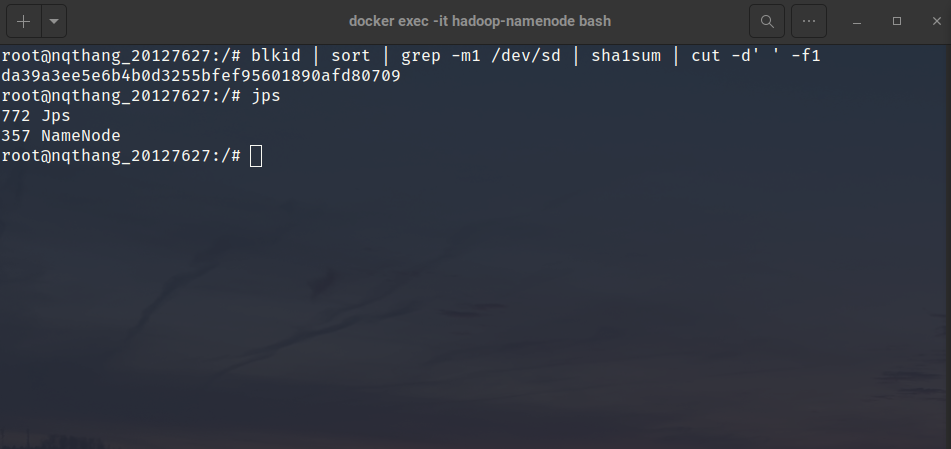 docker exec -it hadoop-namenode bash
root@nqthang_20127627:/# blkid | sort | grep -m1 /dev/sd | sha1sum | cut -d' ' -f1
da39a3ee5e6b4b0d3255bfef95601890afd80709
root@nqthang_20127627:/# jps
772 Jps
357 NameNode
root@nqthang_20127627:/#